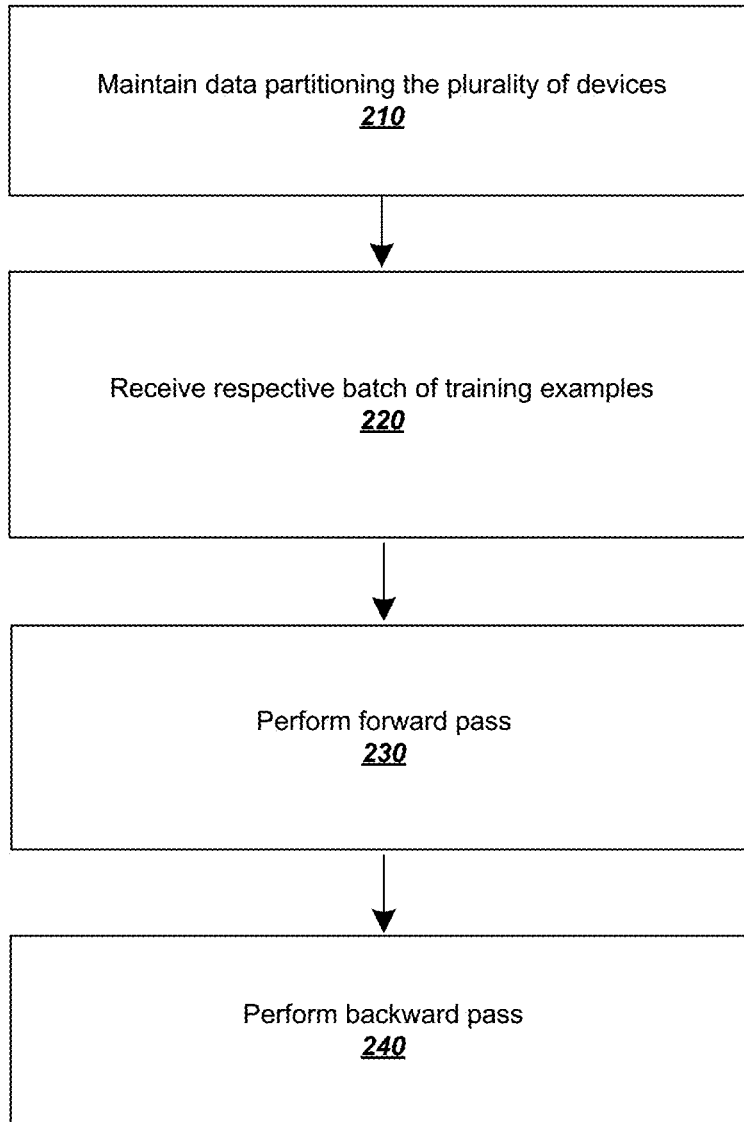 Maintain data partitioning the plurality of devices
210
Receive respective batch of training examples
220
Perform forward pass
230
Perform backward pass
240